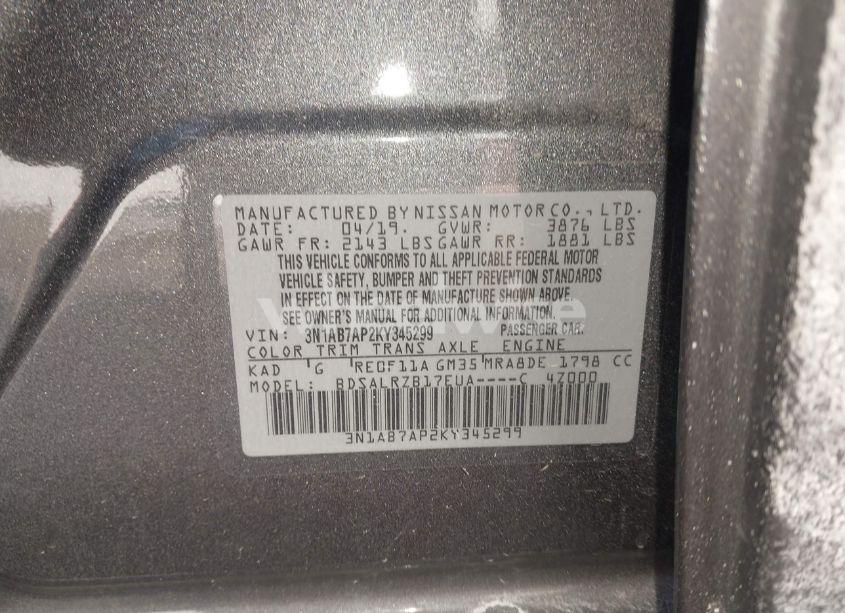 MANUFACTURED BY NISSAN MOTOR CO., LTD.
DATE: 04/19. GVWR: 3876 LBS
GAWR FR: 2143 LBS GAWR RR: 1881 LBS
THIS VEHICLE CONFORMS TO ALL APPLICABLE FEDERAL MOTOR
VEHICLE SAFETY, BUMPER AND THEFT PREVENTION STANDARDS
IN EFFECT ON THE DATE OF MANUFACTURE SHOWN ABOVE.
SEE OWNER'S MANUAL FOR ADDITIONAL INFORMATION.
VIN: 3N1AB7AP2KY345299 PASSENGER CAR
COLOR TRIM TRANS AXLE ENGINE
KAD G RE0F11A GM35 MRA8DE 1798 CC
MODEL: BDSALRZB17EUA----C 4Z000
3N1AB7AP2KY345299